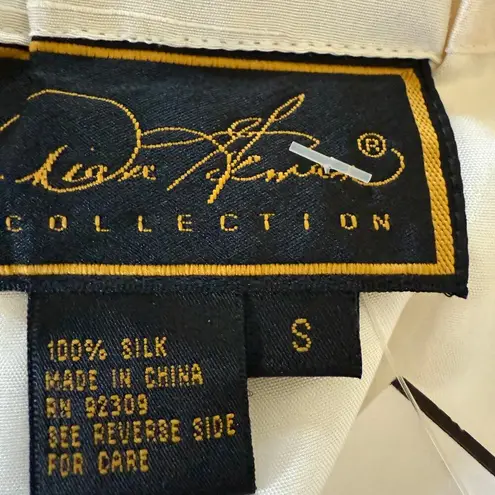 COLLECTION
®
S
100% SILK
MADE IN CHINA
RN 92309
SEE REVERSE SIDE
FOR CARE